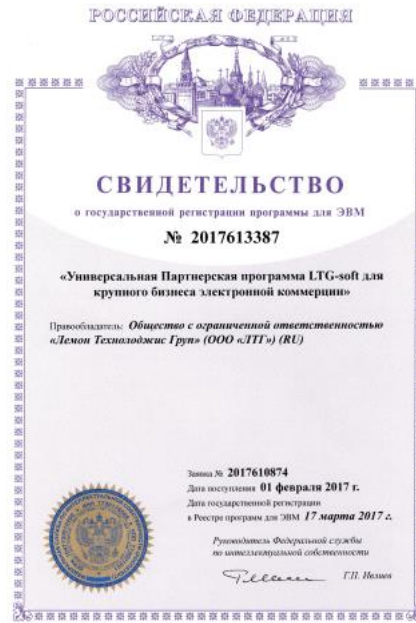 РОССИЙСКАЯ ФЕДЕРАЦИЯ
СВИДЕТЕЛЬСТВО
о государственной регистрации программы для ЭВМ
№ 2017613387
«Универсальная Партнерская программа LTG-soft для
крупного бизнеса электронной коммерции»
Правообладатель: Общество с ограниченной ответственностью
«Лемон Технолоджис Груп» (ООО «ЛТГ») (RU)
Заявка № 2017610874
Дата поступления 01 февраля 2017 г.
Дата государственной регистрации
в Реестре программ для ЭВМ 17 марта 2017 г.
Руководитель Федеральной службы
по интеллектуальной собственности
Г.П. Ивлиев